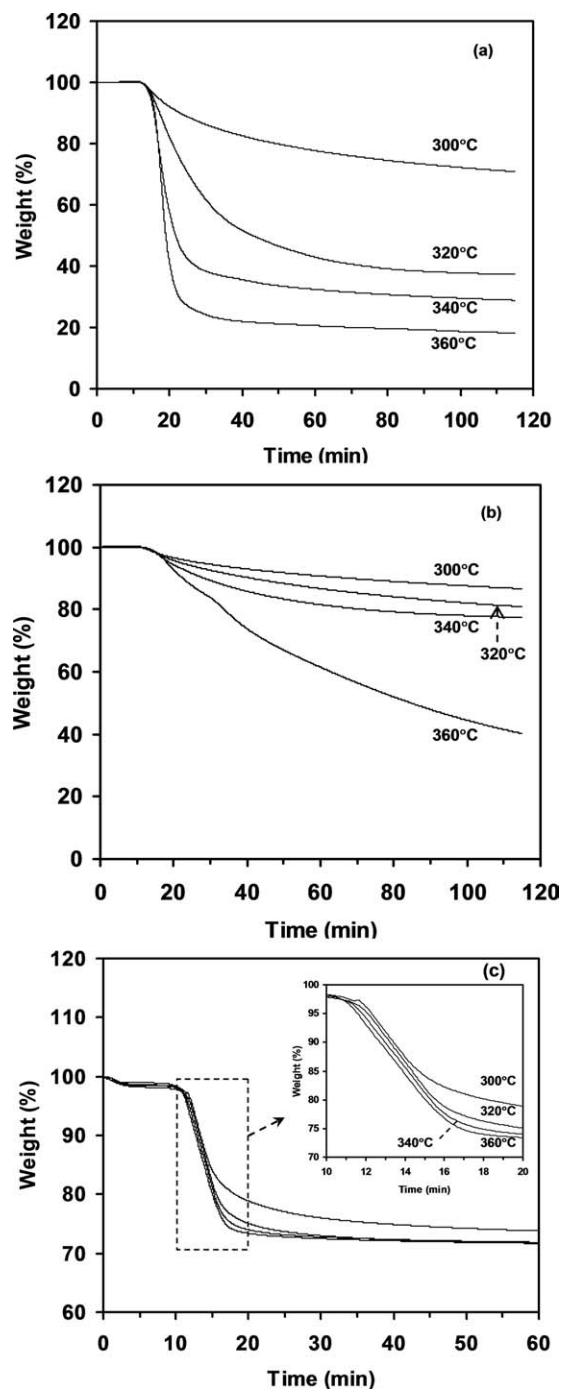 120
(a)
100
300°C
80
60
320°C
40
340°C
20
360°C
0
0 20 40 60 80 100 120
Weight (%)
Time (min)
120
(b)
100
300°C
80
340°C
320°C
60
40
360°C
20
0
0 20 40 60 80 100 120
Weight (%)
Time (min)
120
(c)
110
100
90
80
70
60
0 10 20 30 40 50 60
Weight (%)
Time (min)
100
95
90
85
80
75
70
300°C
320°C
340°C
360°C
10 12 14 16 18 20
Weight (%)
Time (min)